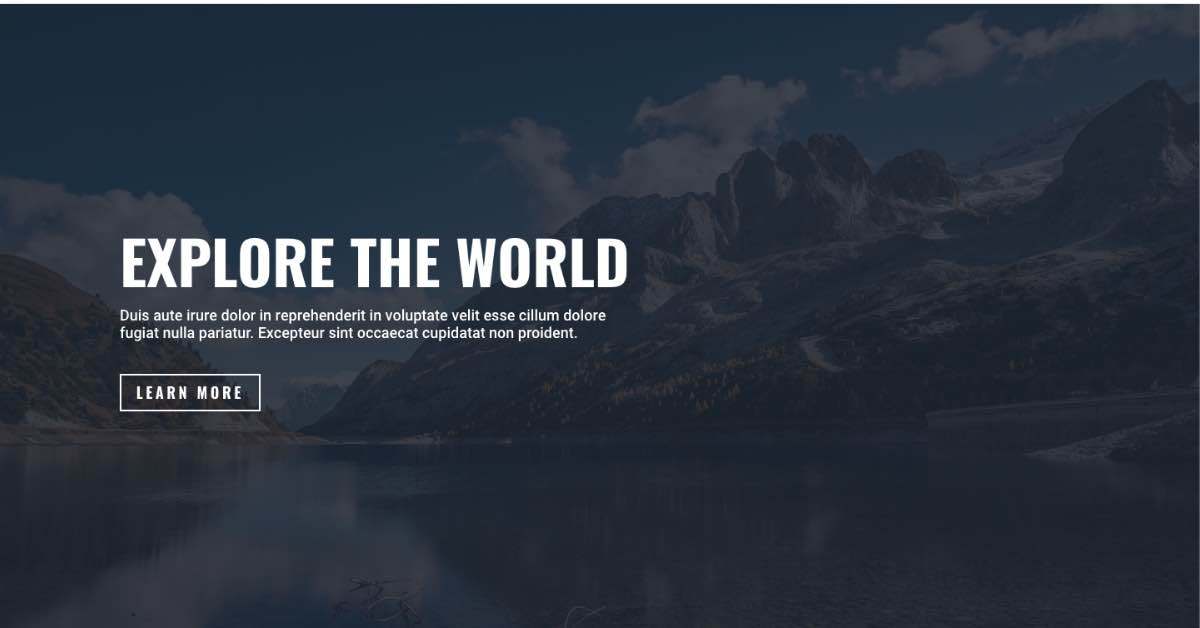 EXPLORE THE WORLD
Duis aute irure dolor in reprehenderit in voluptate velit esse cillum dolore
fugiat nulla pariatur. Excepteur sint occaecat cupidatat non proident.
LEARN MORE